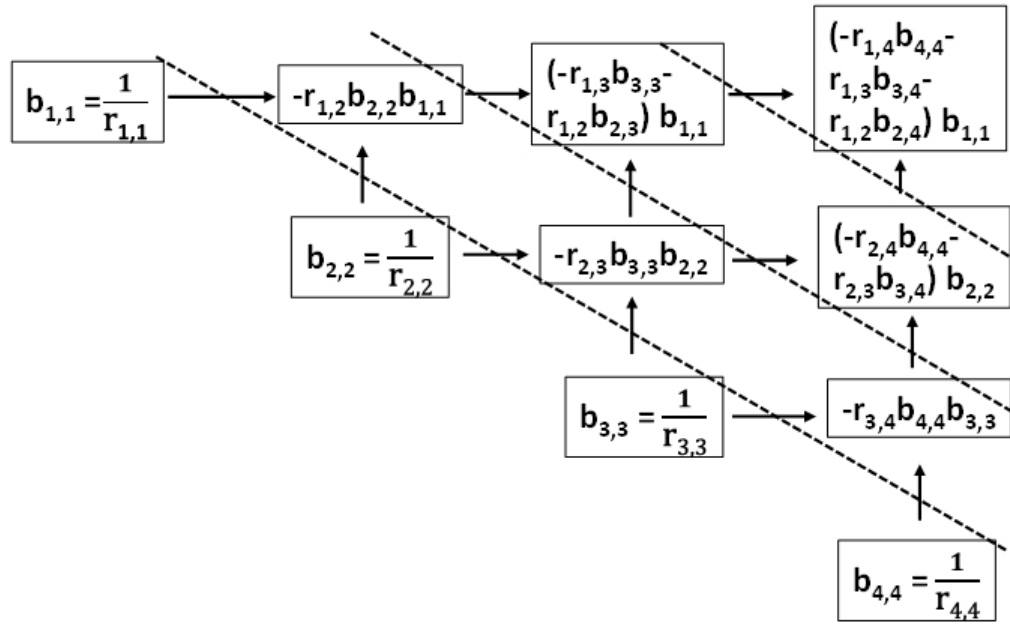 b1,1 = 1/r1,1
-r1,2b2,2b1,1
(-r1,3b3,3-
r1,2b2,3) b1,1
(-r1,4b4,4-
r1,3b3,4-
r1,2b2,4) b1,1
b2,2 = 1/r2,2
-r2,3b3,3b2,2
(-r2,4b4,4-
r2,3b3,4) b2,2
b3,3 = 1/r3,3
-r3,4b4,4b3,3
b4,4 = 1/r4,4